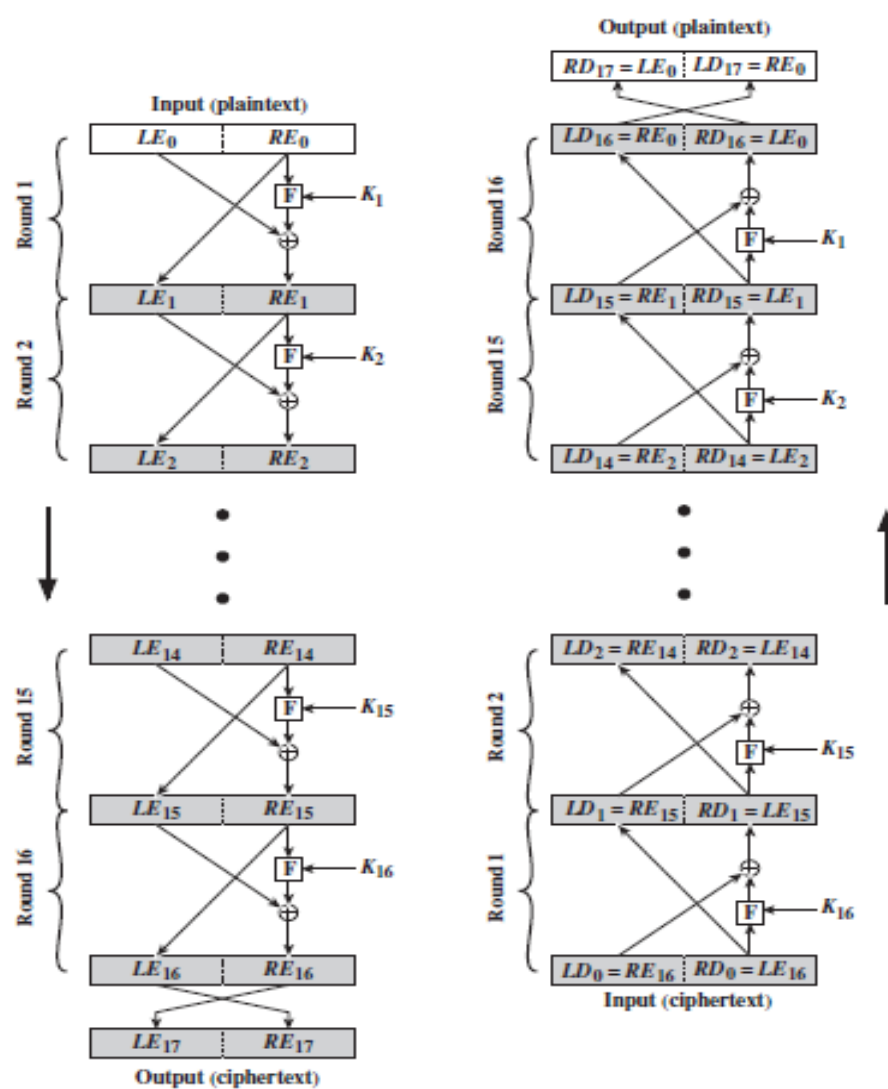 Input (plaintext)
LE0 RE0
Round 1
F
K1
LE1 RE1
Round 2
F
K2
LE2 RE2
LE14 RE14
Round 15
F
K15
LE15 RE15
Round 16
F
K16
LE16 RE16
LE17 RE17
Output (ciphertext)
Output (plaintext)
RD17 = LE0 LD17 = RE0
LD16 = RE0 RD16 = LE0
Round 16
F
K1
LD15 = RE1 RD15 = LE1
Round 15
F
K2
LD14 = RE2 RD14 = LE2
LD2 = RE14 RD2 = LE14
Round 2
F
K15
LD1 = RE15 RD1 = LE15
Round 1
F
K16
LD0 = RE16 RD0 = LE16
Input (ciphertext)